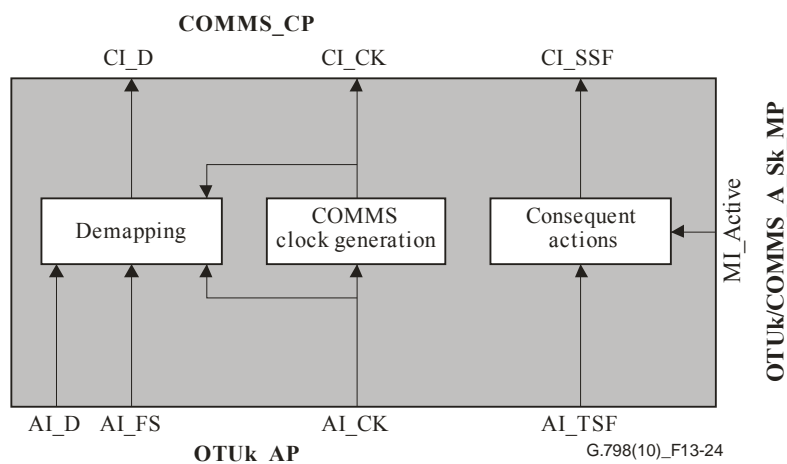 COMMS_CP
CI_D
CI_CK
CI_SSF
Demapping
COMMS
clock generation
Consequent
actions
MI_Active
OTUk/COMMS_A_Sk_MP
AI_D
AI_FS
AI_CK
AI_TSF
OTUk_AP
G.798(10)_F13-24